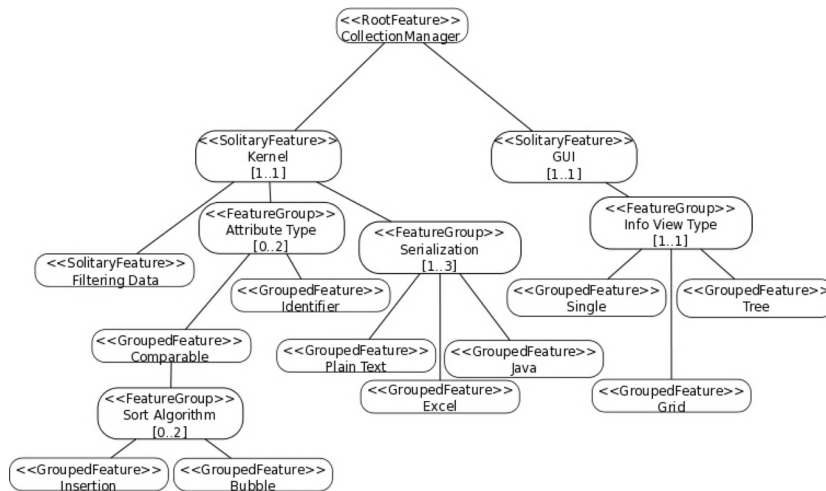 <<RootFeature>>
CollectionManager
<<SolitaryFeature>>
Kernel
[1..1]
<<SolitaryFeature>>
GUI
[1..1]
<<FeatureGroup>>
Attribute Type
[0..2]
<<FeatureGroup>>
Serialization
[1..3]
<<FeatureGroup>>
Info View Type
[1..1]
<<SolitaryFeature>>
Filtering Data
<<GroupedFeature>>
Identifier
<<GroupedFeature>>
Single
<<GroupedFeature>>
Tree
<<GroupedFeature>>
Comparable
<<GroupedFeature>>
Plain Text
<<GroupedFeature>>
Java
<<GroupedFeature>>
Excel
<<GroupedFeature>>
Grid
<<FeatureGroup>>
Sort Algorithm
[0..2]
<<GroupedFeature>>
Insertion
<<GroupedFeature>>
Bubble